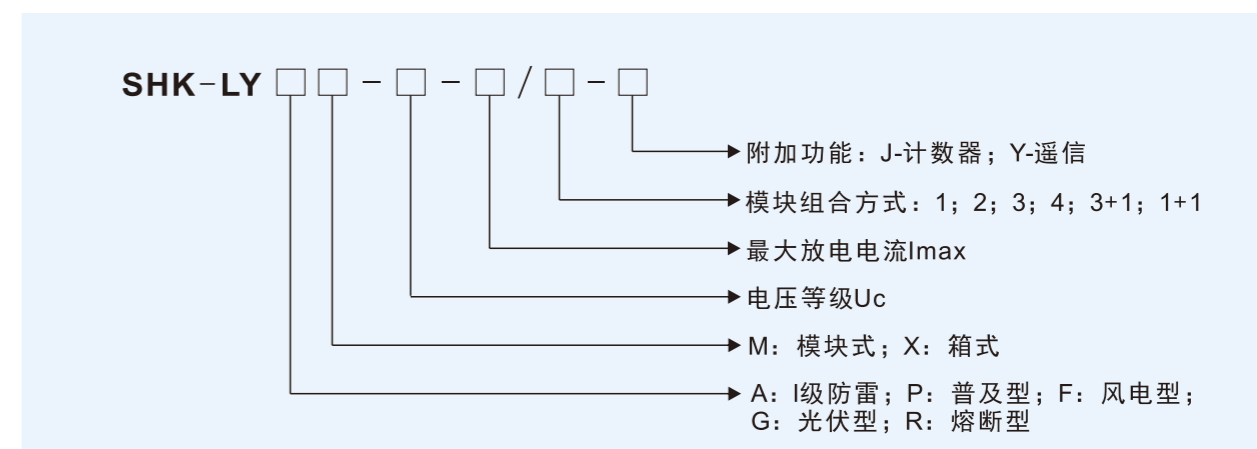 SHK-LY□□-□-□/□-□
附加功能：J-计数器；Y-遥信
模块组合方式：1；2；3；4；3+1；1+1
最大放电电流Imax
电压等级Uc
M：模块式；X：箱式
A：I级防雷；P：普及型；F：风电型；
G：光伏型；R：熔断型